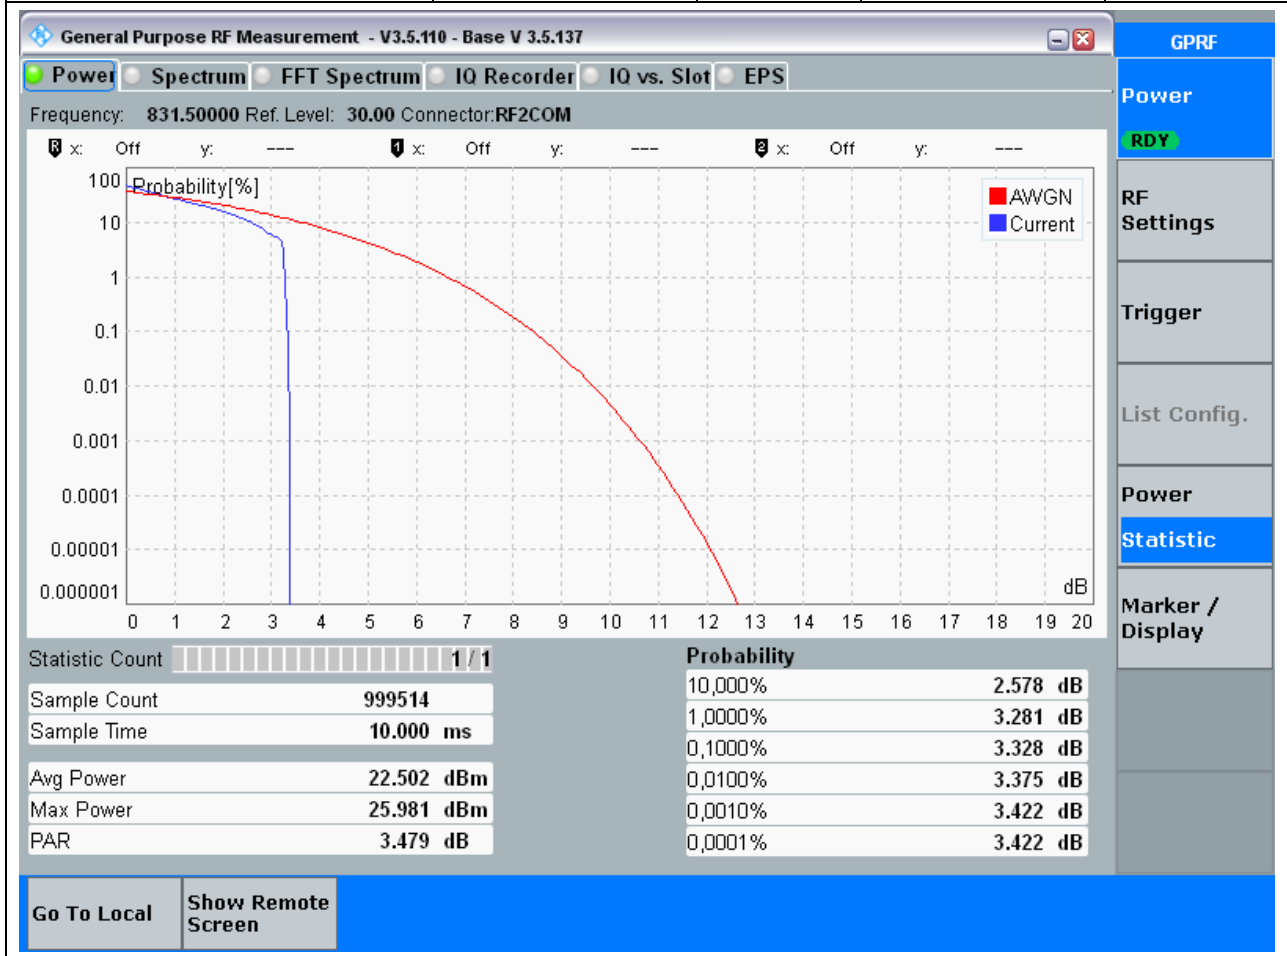 General Purpose RF Measurement - V3.5.110 - Base V 3.5.137
GPRF
Power Spectrum FFT Spectrum IQ Recorder IQ vs. Slot EPS
Frequency: 831.50000 Ref. Level: 30.00 Connector:RF2COM
R x: Off y: --- 1 x: Off y: --- 2 x: Off y: ---
Probability[%]
AWGN
Current
100
10
1
0.1
0.01
0.001
0.0001
0.00001
0.000001
dB
0 1 2 3 4 5 6 7 8 9 10 11 12 13 14 15 16 17 18 19 20
Statistic Count 1 / 1
Sample Count 999514
Sample Time 10.000 ms
Avg Power 22.502 dBm
Max Power 25.981 dBm
PAR 3.479 dB
Probability
10,000% 2.578 dB
1,0000% 3.281 dB
0,1000% 3.328 dB
0,0100% 3.375 dB
0,0010% 3.422 dB
0,0001% 3.422 dB
Power
RDY
RF
Settings
Trigger
List Config.
Power
Statistic
Marker /
Display
Go To Local
Show Remote
Screen